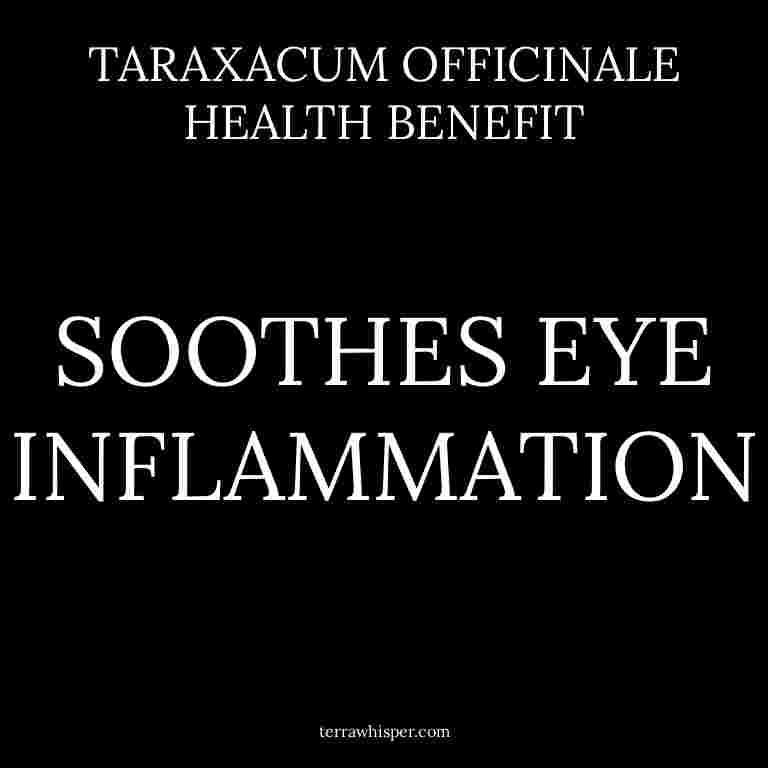 TARAXACUM OFFICINALE
HEALTH BENEFIT
SOOTHES EYE
INFLAMMATION
terrawhisper.com